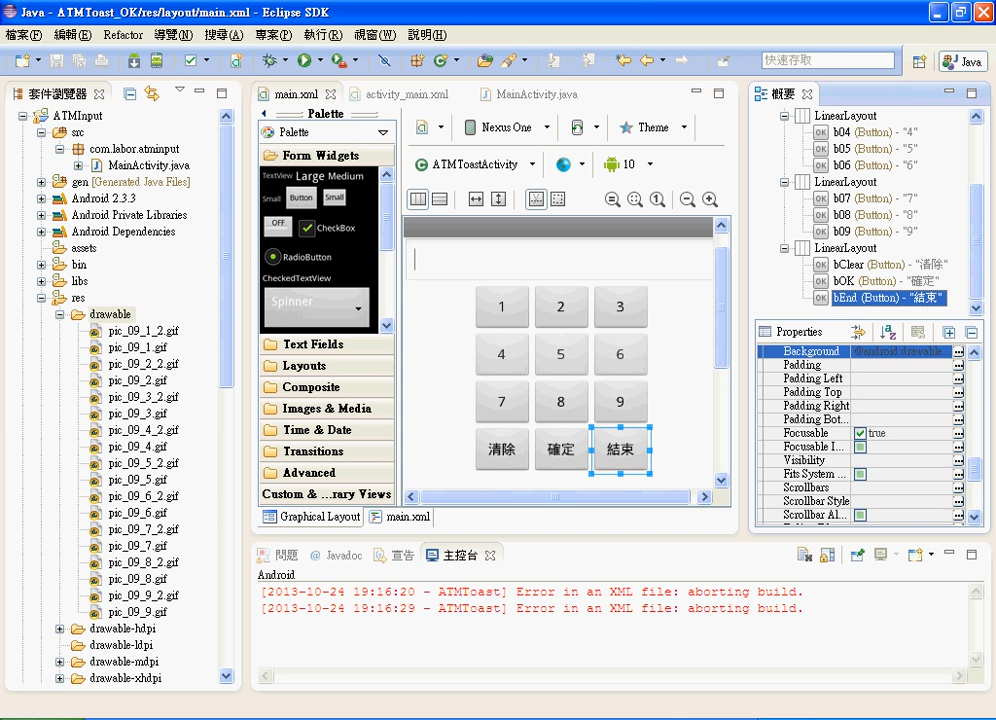 Java - ATMToast_OK/res/layout/main.xml - Eclipse SDK
檔案(F) 編輯(E) Refactor 導覽(N) 搜尋(A) 專案(P) 執行(R) 視窗(W) 說明(H)
快速存取
Java
套件瀏覽器
ATMInput
src
com.labor.atminput
MainActivity.java
gen [Generated Java Files]
Android 2.3.3
Android Private Libraries
Android Dependencies
assets
bin
libs
res
drawable
pic_09_1_2.gif
pic_09_1.gif
pic_09_2_2.gif
pic_09_2.gif
pic_09_3_2.gif
pic_09_3.gif
pic_09_4_2.gif
pic_09_4.gif
pic_09_5_2.gif
pic_09_5.gif
pic_09_6_2.gif
pic_09_6.gif
pic_09_7_2.gif
pic_09_7.gif
pic_09_8_2.gif
pic_09_8.gif
pic_09_9_2.gif
pic_09_9.gif
drawable-hdpi
drawable-ldpi
drawable-mdpi
drawable-xhdpi
main.xml activity_main.xml MainActivity.java
Palette
Palette
Form Widgets
TextView Large Medium
Small Button Small
OFF CheckBox
RadioButton
CheckedTextView
Spinner
Text Fields
Layouts
Composite
Images & Media
Time & Date
Transitions
Advanced
Custom & ...rary Views
Nexus One Theme
ATMToastActivity 10
1 2 3
4 5 6
7 8 9
清除 確定 結束
Graphical Layout main.xml
概要
LinearLayout
b04 (Button) - "4"
b05 (Button) - "5"
b06 (Button) - "6"
LinearLayout
b07 (Button) - "7"
b08 (Button) - "8"
b09 (Button) - "9"
LinearLayout
bClear (Button) - "清除"
bOK (Button) - "確定"
bEnd (Button) - "結束"
Properties
Background @android:drawable...
Padding
Padding Left
Padding Top
Padding Right
Padding Bot...
Focusable true
Focusable I...
Visibility
Fits System ...
Scrollbars
Scrollbar Style
Scrollbar Al...
問題 @ Javadoc 宣告 主控台
Android
[2013-10-24 19:16:20 - ATMToast] Error in an XML file: aborting build.
[2013-10-24 19:16:29 - ATMToast] Error in an XML file: aborting build.